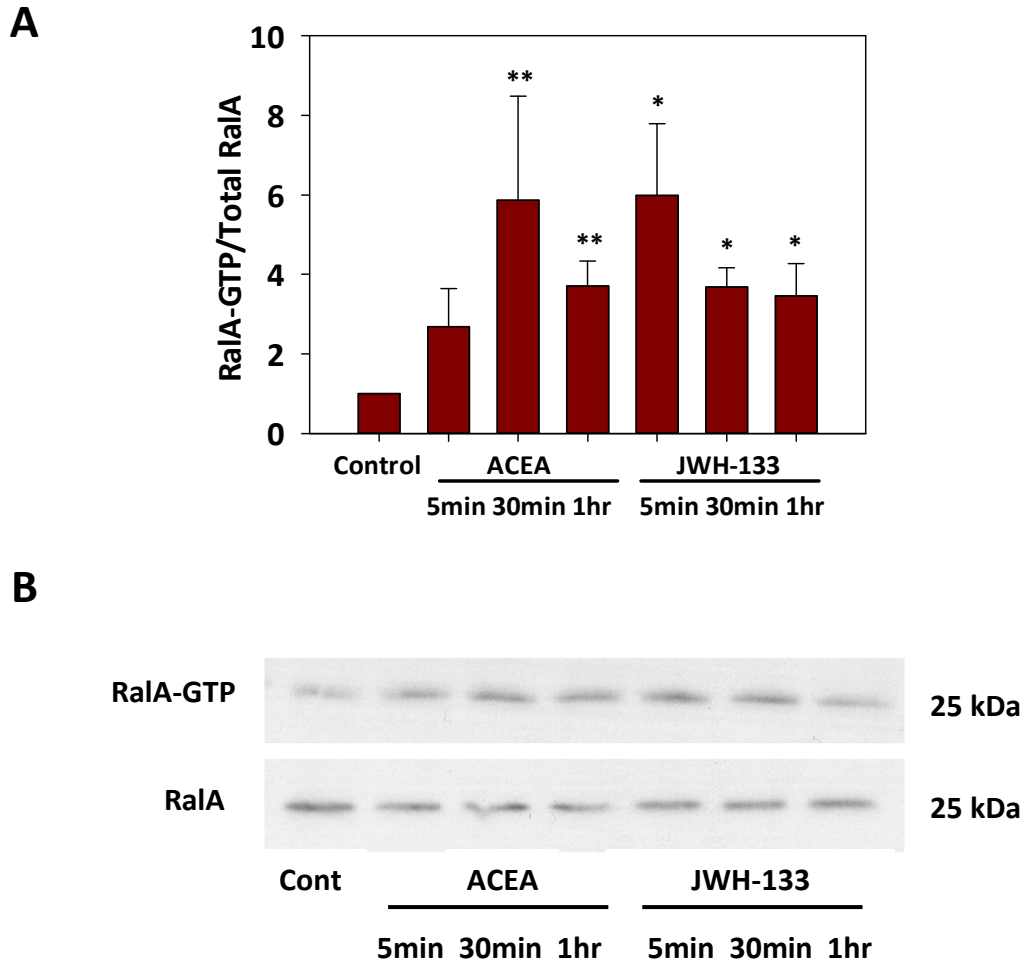 A
RalA-GTP/Total RalA
10
8
6
4
2
0
**
**
*
*
*
Control
ACEA
JWH-133
5min 30min 1hr
5min 30min 1hr
B
RalA-GTP
25 kDa
RalA
25 kDa
Cont
ACEA
JWH-133
5min 30min 1hr
5min 30min 1hr